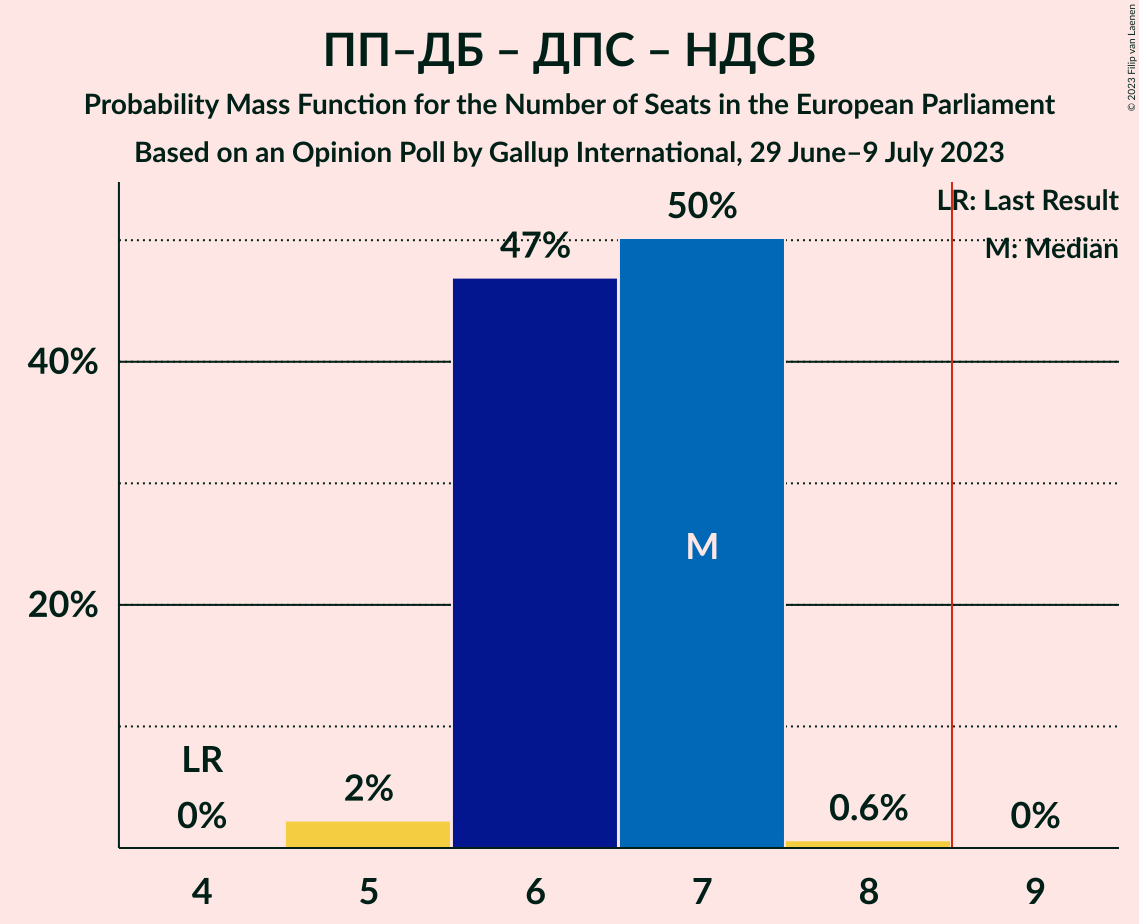 ПП–ДБ – ДПС – НДСВ
Probability Mass Function for the Number of Seats in the European Parliament
Based on an Opinion Poll by Gallup International, 29 June–9 July 2023
© 2023 Filip van Laenen
LR: Last Result
M: Median
50%
47%
40%
M
20%
LR
0%
2%
0.6%
0%
4 5 6 7 8 9